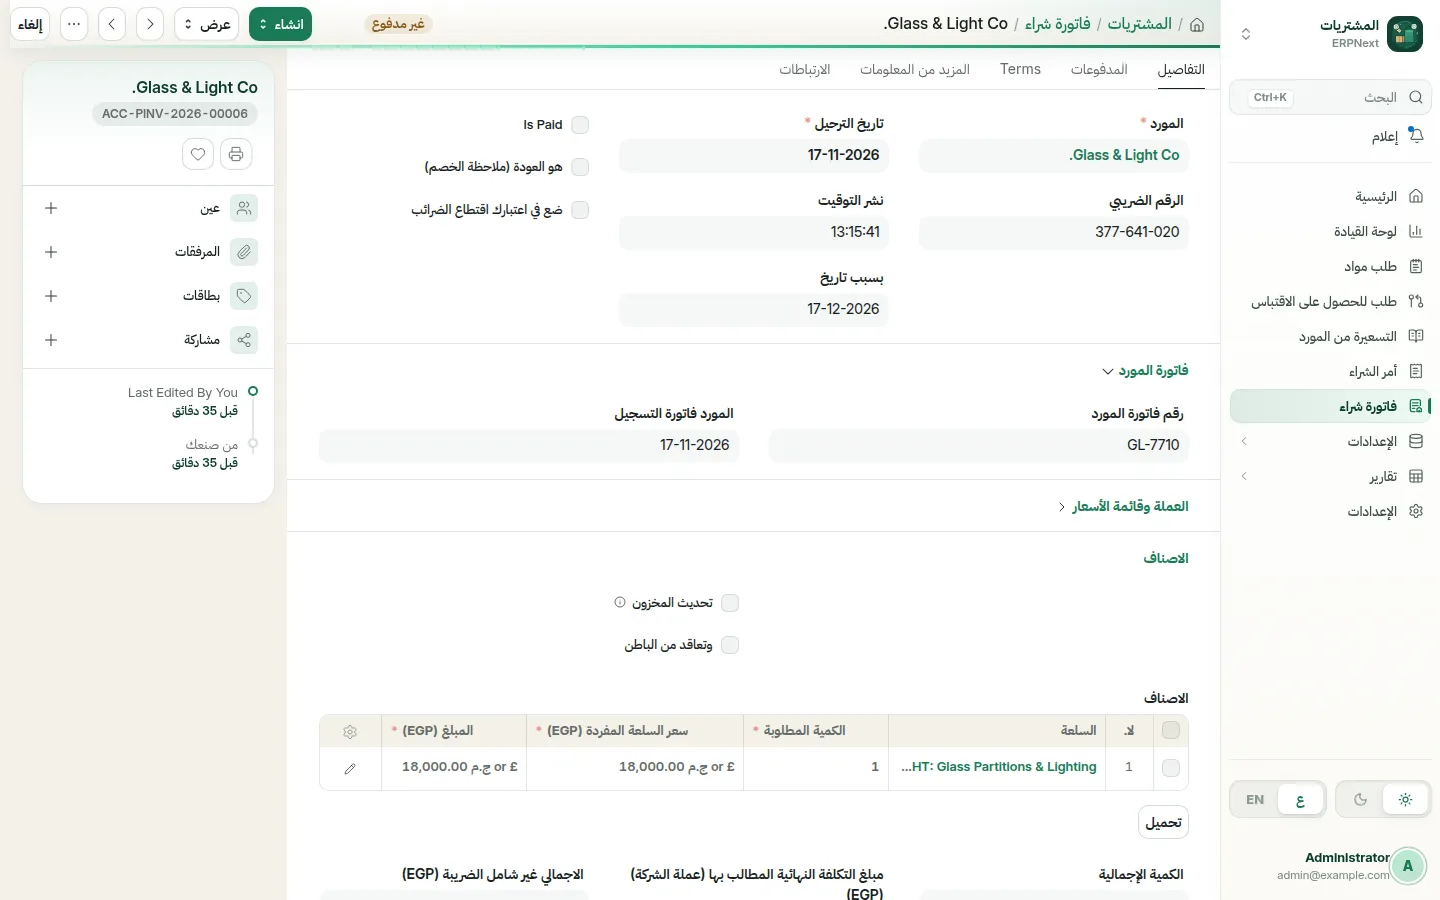 المشتريات
ERPNext
البحث
Ctrl+K
إعلام
الرئيسية
لوحة القيادة
طلب مواد
طلب للحصول على الاقتباس
التسعيرة من المورد
أمر الشراء
فاتورة شراء
الإعدادات
تقارير
الإعدادات
ع
EN
Administrator
admin@example.com
A
المشتريات / فاتورة شراء / Glass & Light Co.
غير مدفوع
انشاء
عرض
إلغاء
التفاصيل
المدفوعات
Terms
المزيد من المعلومات
الارتباطات
المورد *
Glass & Light Co.
الرقم الضريبي
377-641-020
تاريخ الترحيل *
17-11-2026
نشر التوقيت
13:15:41
بسبب تاريخ
17-12-2026
Is Paid
هو العودة (ملاحظة الخصم)
ضع في اعتبارك اقتطاع الضرائب
فاتورة المورد
رقم فاتورة المورد
GL-7710
المورد فاتورة التسجيل
17-11-2026
العملة وقائمة الأسعار
الاصناف
تحديث المخزون
وتعاقد من الباطن
الاصناف
لا.
السلعة
الكمية المطلوبة *
سعر السلعة المفردة (EGP) *
المبلغ (EGP) *
1
HT: Glass Partitions & Lighting...
1
£ or ج.م 18,000.00
£ or ج.م 18,000.00
تحميل
الكمية الإجمالية
مبلغ التكلفة النهائية المطالب بها (عملة الشركة)
(EGP)
الاجمالي غير شامل الضريبة (EGP)
Glass & Light Co.
ACC-PINV-2026-00006
عين
المرفقات
بطاقات
مشاركة
Last Edited By You
قبل 35 دقائق
من صنعك
قبل 35 دقائق